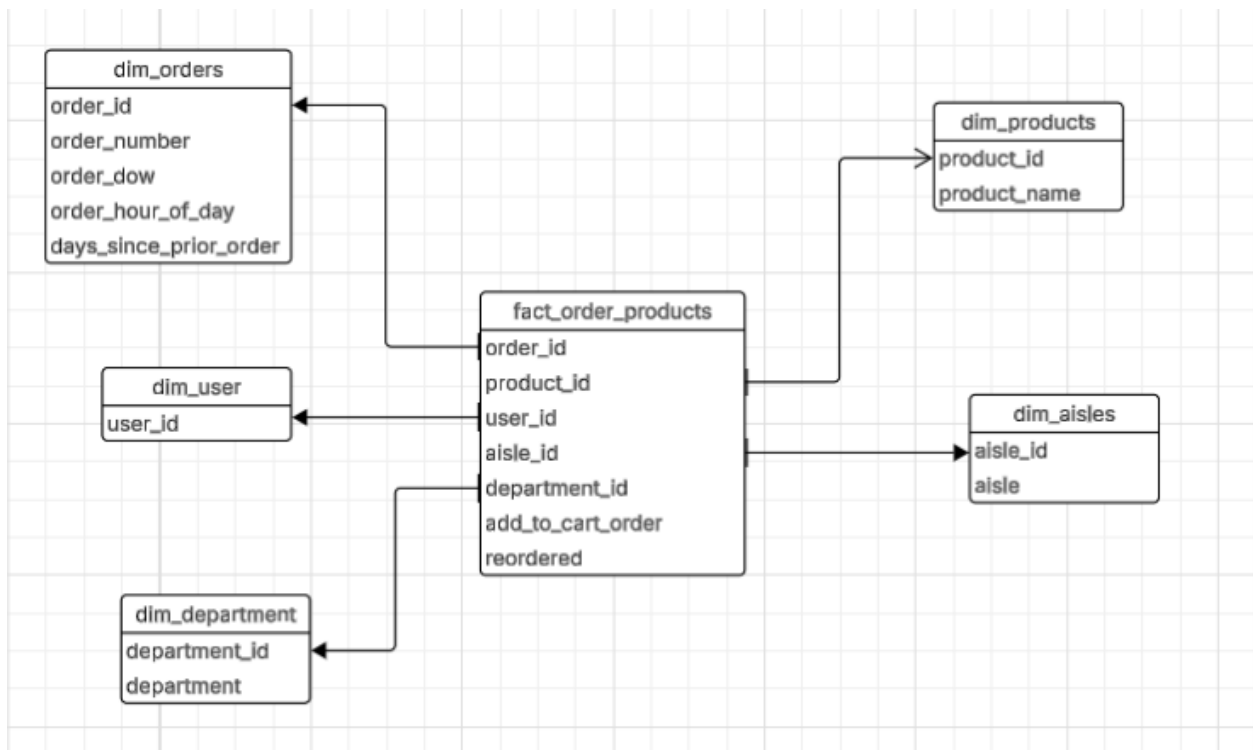 dim_orders
order_id
order_number
order_dow
order_hour_of_day
days_since_prior_order
dim_products
product_id
product_name
fact_order_products
order_id
product_id
user_id
aisle_id
department_id
add_to_cart_order
reordered
dim_user
user_id
dim_aisles
aisle_id
aisle
dim_department
department_id
department